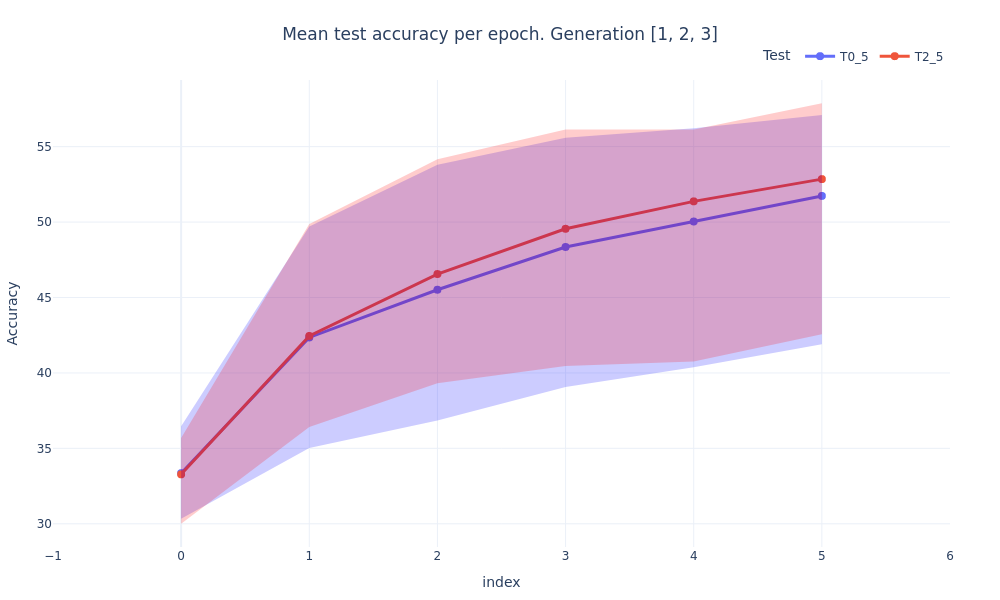 Mean test accuracy per epoch. Generation [1, 2, 3]
Test T0_5 T2_5
Accuracy
55
50
45
40
35
30
−1 0 1 2 3 4 5 6
index